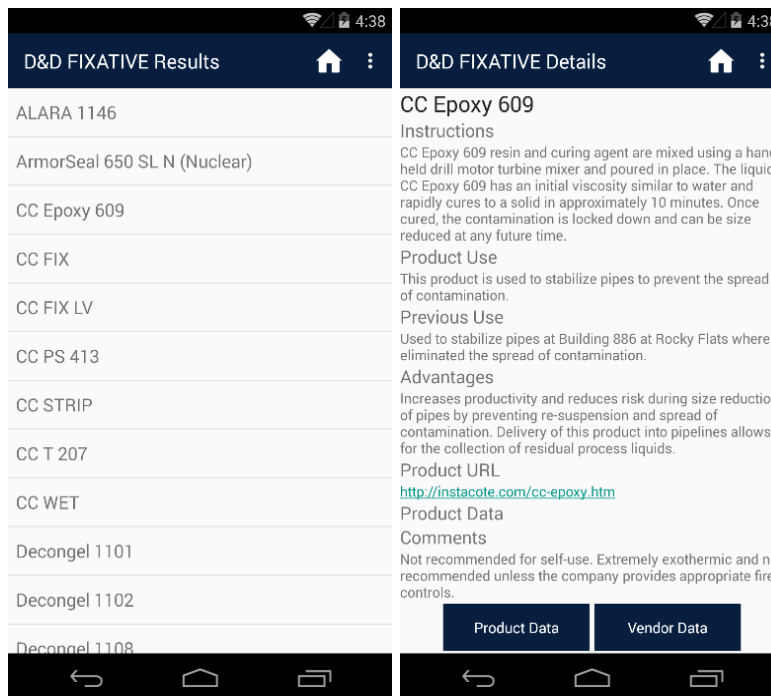 4:38
D&D FIXATIVE Results
ALARA 1146
ArmorSeal 650 SL N (Nuclear)
CC Epoxy 609
CC FIX
CC FIX LV
CC PS 413
CC STRIP
CC T 207
CC WET
Decongel 1101
Decongel 1102
Decongel 1108
4:38
D&D FIXATIVE Details
CC Epoxy 609
Instructions
CC Epoxy 609 resin and curing agent are mixed using a han
held drill motor turbine mixer and poured in place. The liqui
CC Epoxy 609 has an initial viscosity similar to water and
rapidly cures to a solid in approximately 10 minutes. Once
cured, the contamination is locked down and can be size
reduced at any future time.
Product Use
This product is used to stabilize pipes to prevent the spread
of contamination.
Previous Use
Used to stabilize pipes at Building 886 at Rocky Flats where
eliminated the spread of contamination.
Advantages
Increases productivity and reduces risk during size reductio
of pipes by preventing re-suspension and spread of
contamination. Delivery of this product into pipelines allows
for the collection of residual process liquids.
Product URL
http://instacote.com/cc-epoxy.htm
Product Data
Comments
Not recommended for self-use. Extremely exothermic and n
recommended unless the company provides appropriate fire
controls.
Product Data
Vendor Data